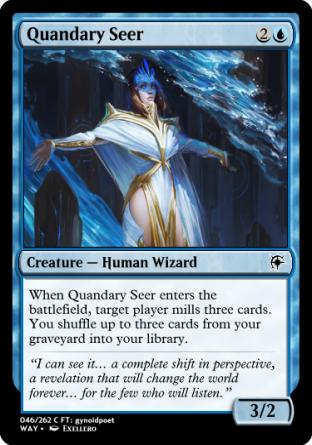 Quandary Seer 2
Creature — Human Wizard
When Quandary Seer enters the
battlefield, target player mills three cards.
You shuffle up to three cards from your
graveyard into your library.
“I can see it… a complete shift in perspective,
a revelation that will change the world
forever… for the few who will listen.”
046/262 C FT: gynoidpoet
WAY • Exellero
3/2